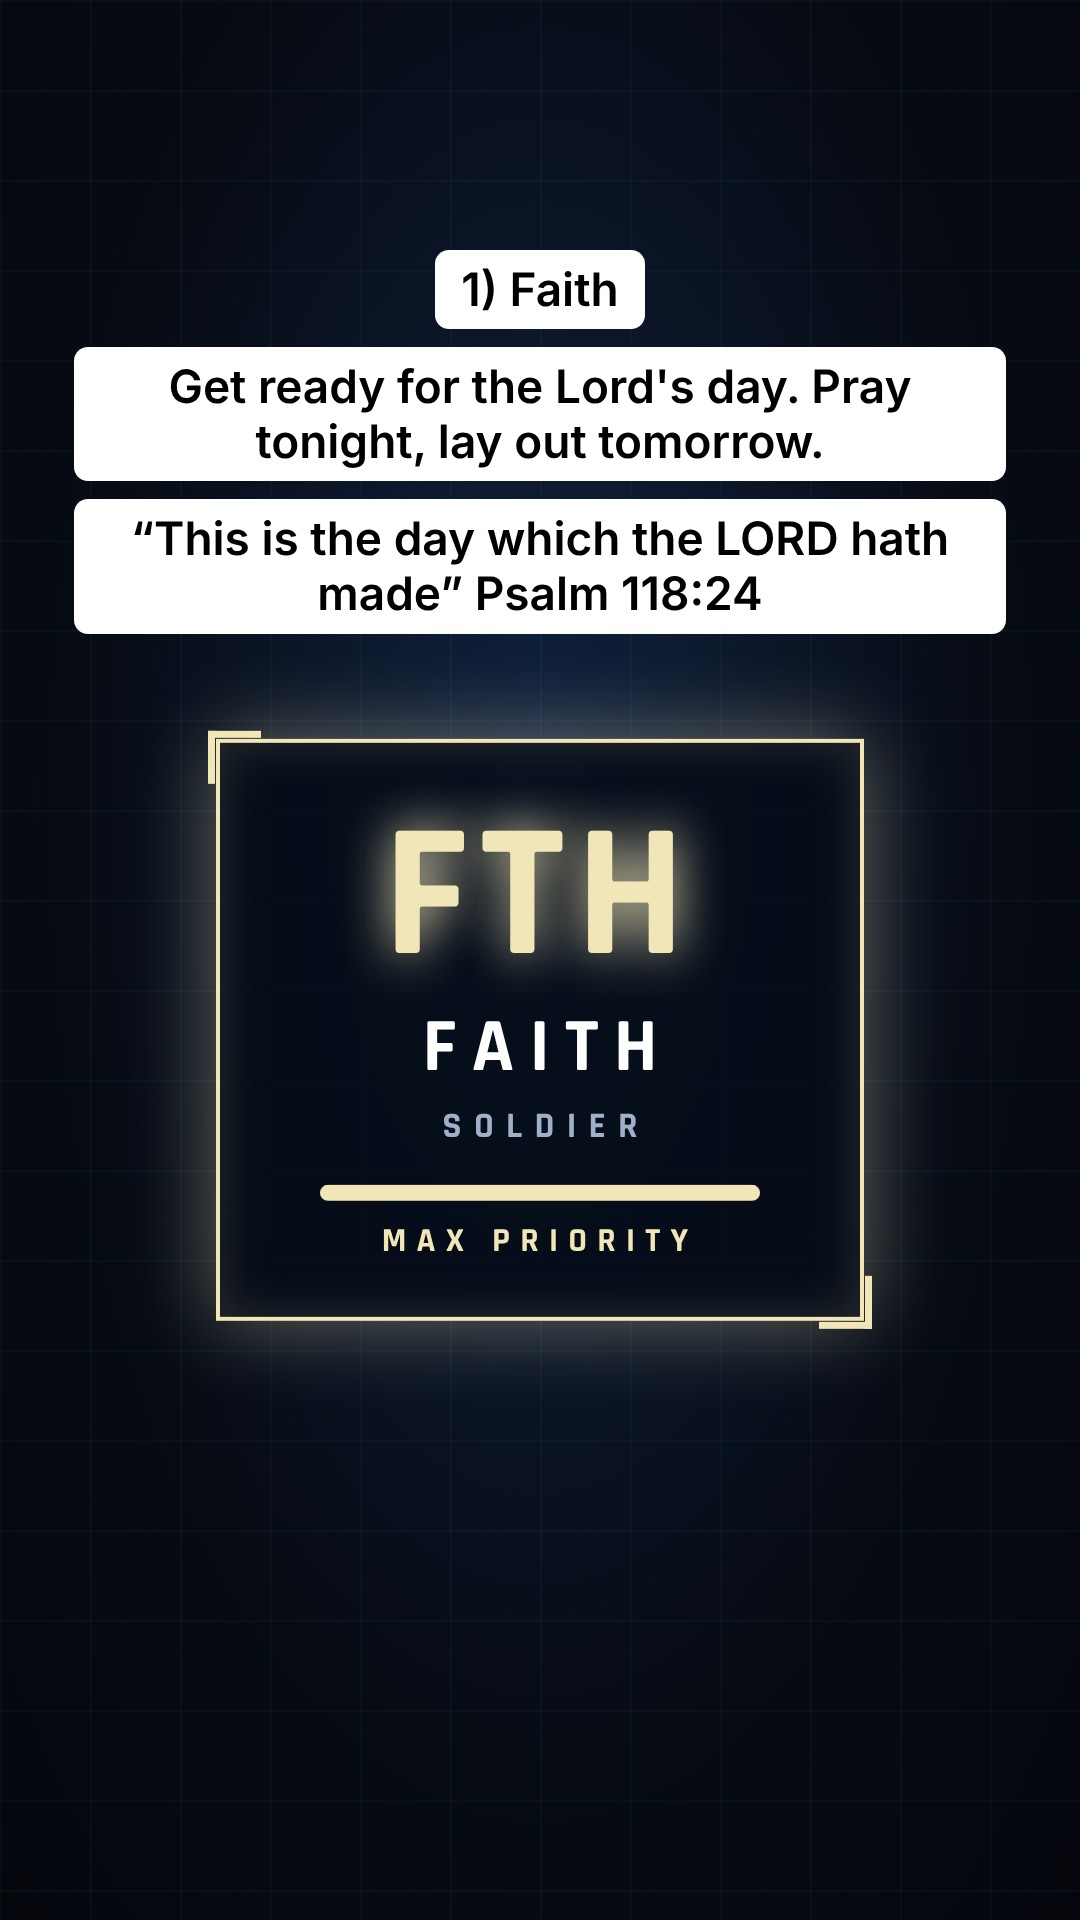 1) Faith
Get ready for the Lord's day. Pray
tonight, lay out tomorrow.
“This is the day which the LORD hath
made” Psalm 118:24
FTH
FAITH
SOLDIER
MAX PRIORITY